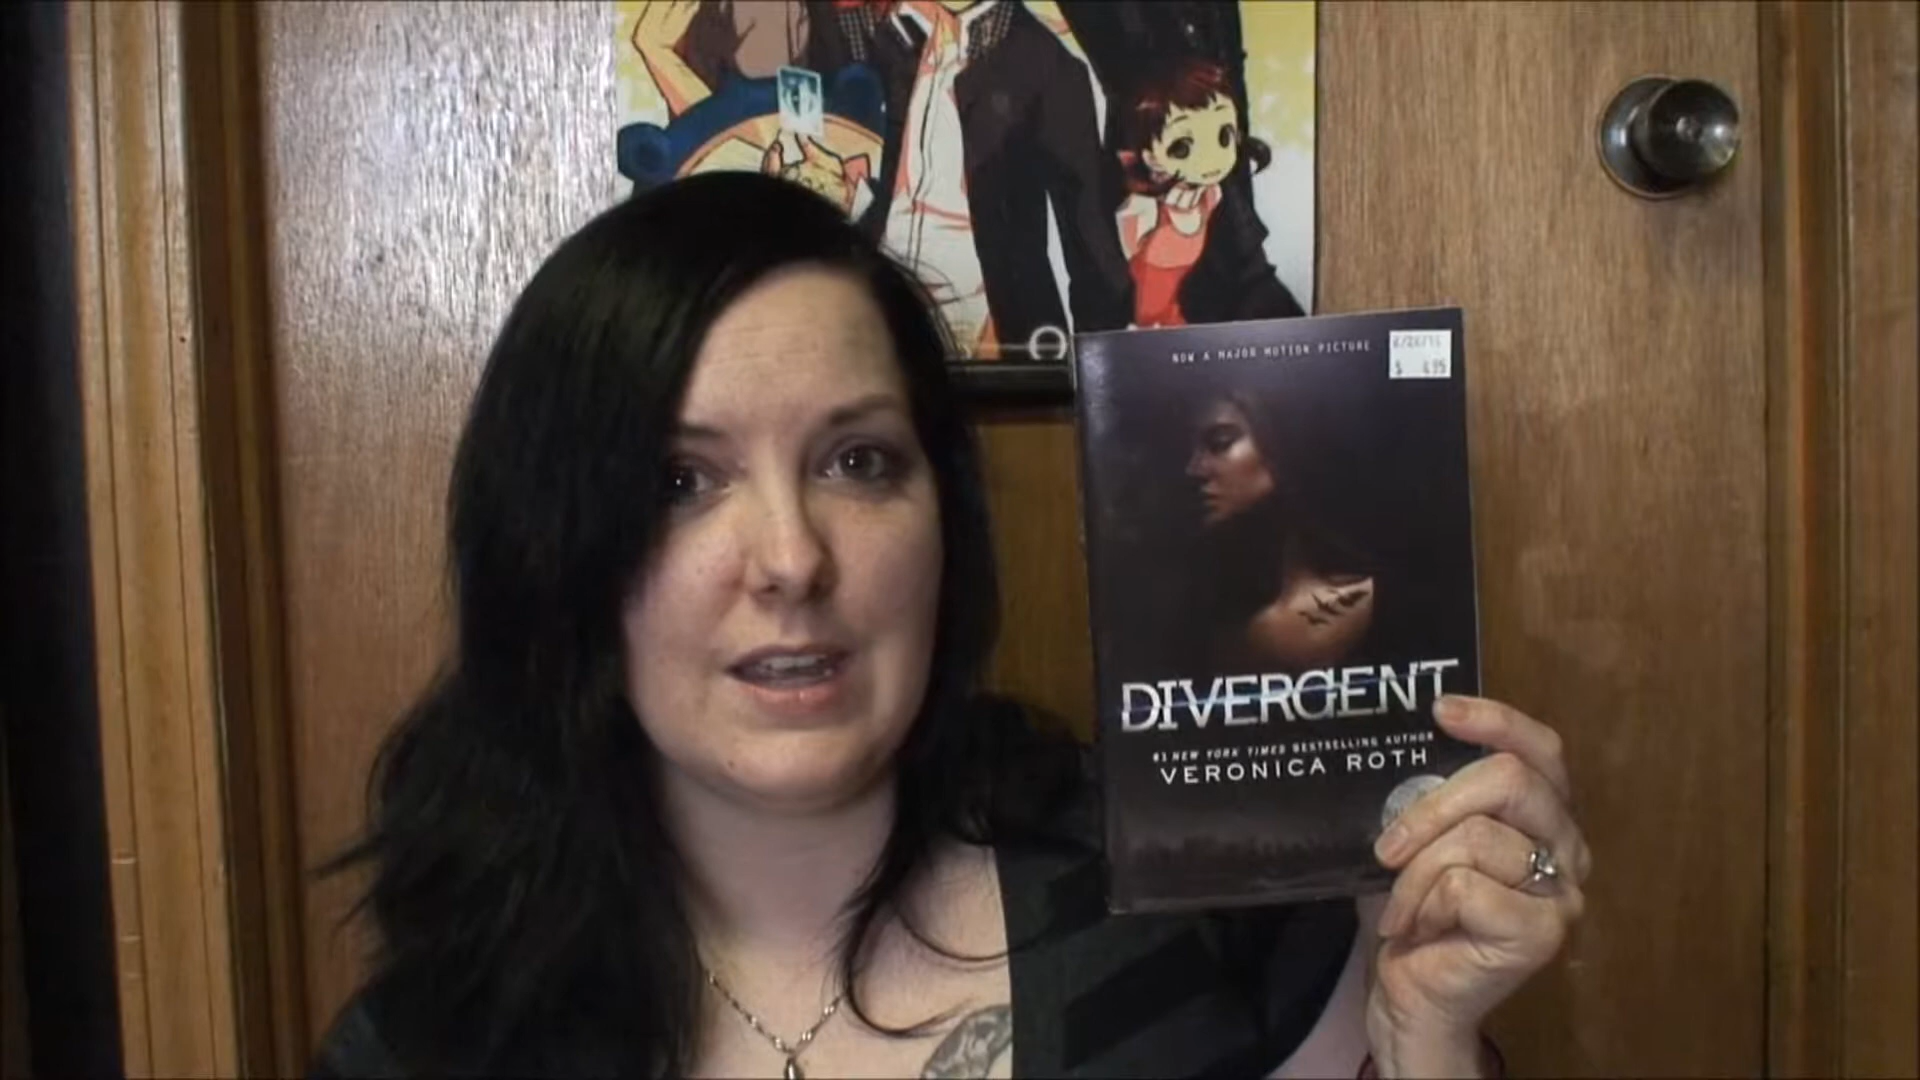 NOW A MAJOR MOTION PICTURE
DIVERGENT
#1 NEW YORK TIMES BESTSELLING AUTHOR
VERONICA ROTH